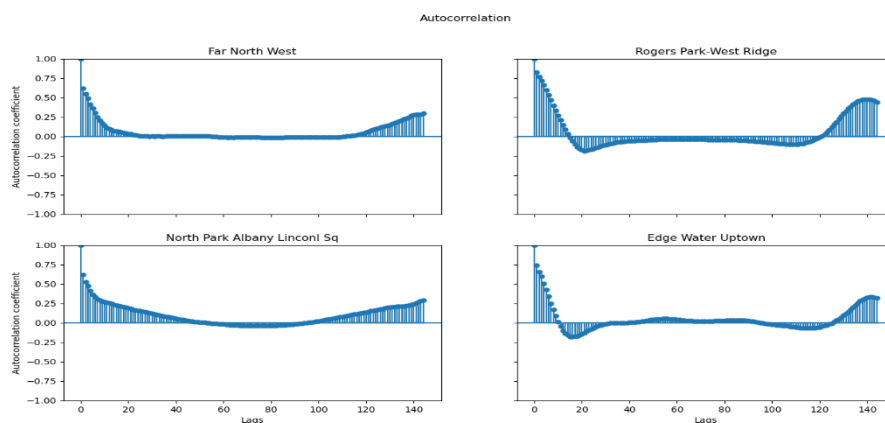 Autocorrelation
Far North West
Rogers Park-West Ridge
Autocorrelation coefficient
1.00
0.75
0.50
0.25
0.00
-0.25
-0.50
-0.75
-1.00
North Park Albany Linconl Sq
Edge Water Uptown
Autocorrelation coefficient
1.00
0.75
0.50
0.25
0.00
-0.25
-0.50
-0.75
-1.00
0 20 40 60 80 100 120 140
0 20 40 60 80 100 120 140
Lags
Lags